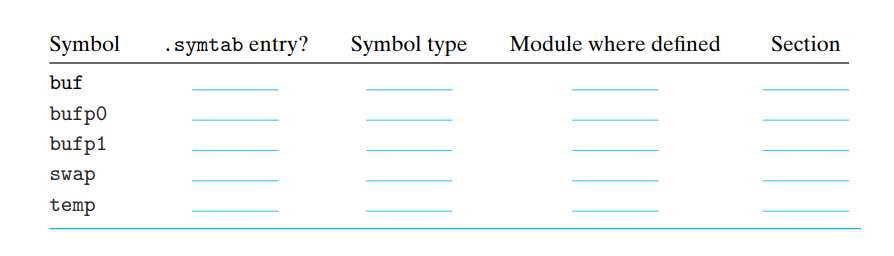 Symbol .symtab entry? Symbol type Module where defined Section
buf
bufp0
bufp1
swap
temp